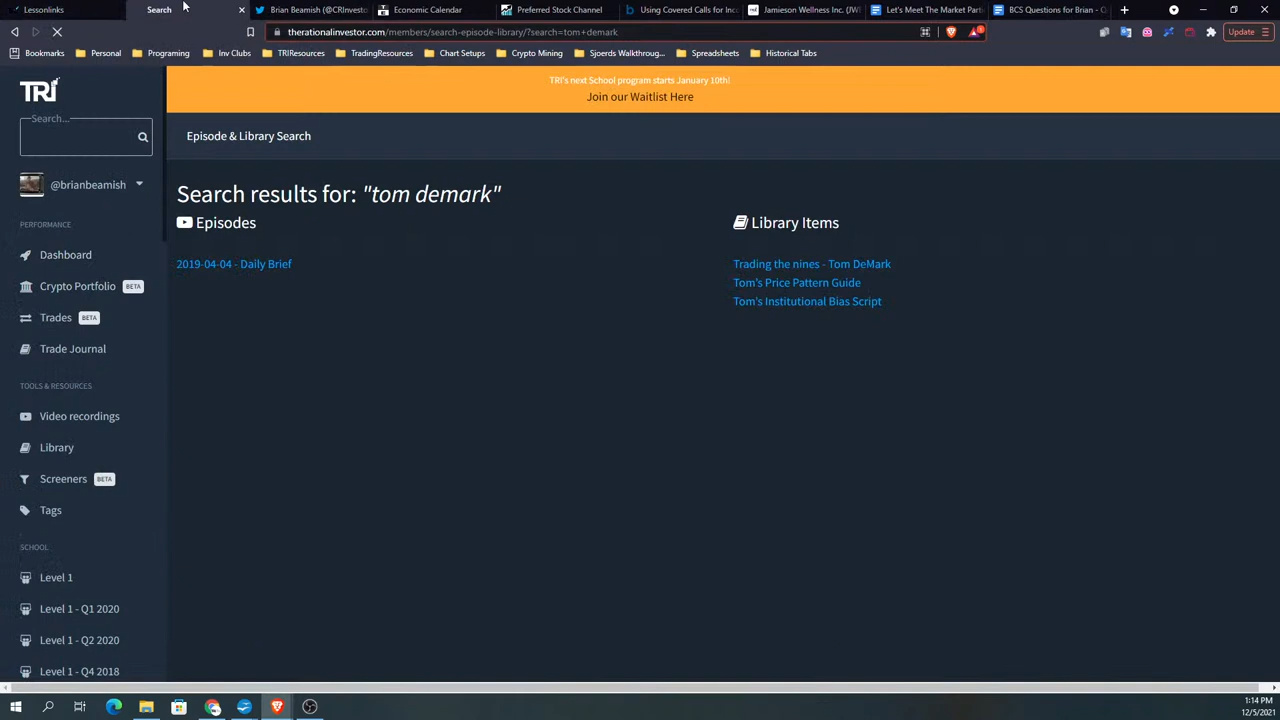 Lessonlinks
Search
Brian Beamish (@CRInvesto
Economic Calendar
Preferred Stock Channel
Using Covered Calls for Inco
Jamieson Wellness Inc. (JWE
Let's Meet The Market Parti
BCS Questions for Brian - G
therationalinvestor.com/members/search-episode-library/?search=tom+demark
Update
Bookmarks
Personal
Programing
Inv Clubs
TRIResources
TradingResources
Chart Setups
Crypto Mining
Sjoerds Walkthroug...
Spreadsheets
Historical Tabs
TRI's next School program starts January 10th!
Join our Waitlist Here
TRi
Search...
Episode & Library Search
@brianbeamish
Search results for: "tom demark"
Episodes
Library Items
PERFORMANCE
2019-04-04 - Daily Brief
Trading the nines - Tom DeMark
Tom's Price Pattern Guide
Tom's Institutional Bias Script
Dashboard
Crypto Portfolio BETA
Trades BETA
Trade Journal
TOOLS & RESOURCES
Video recordings
Library
Screeners BETA
Tags
SCHOOL
Level 1
Level 1 - Q1 2020
Level 1 - Q2 2020
Level 1 - Q4 2018
1:14 PM
12/5/2021